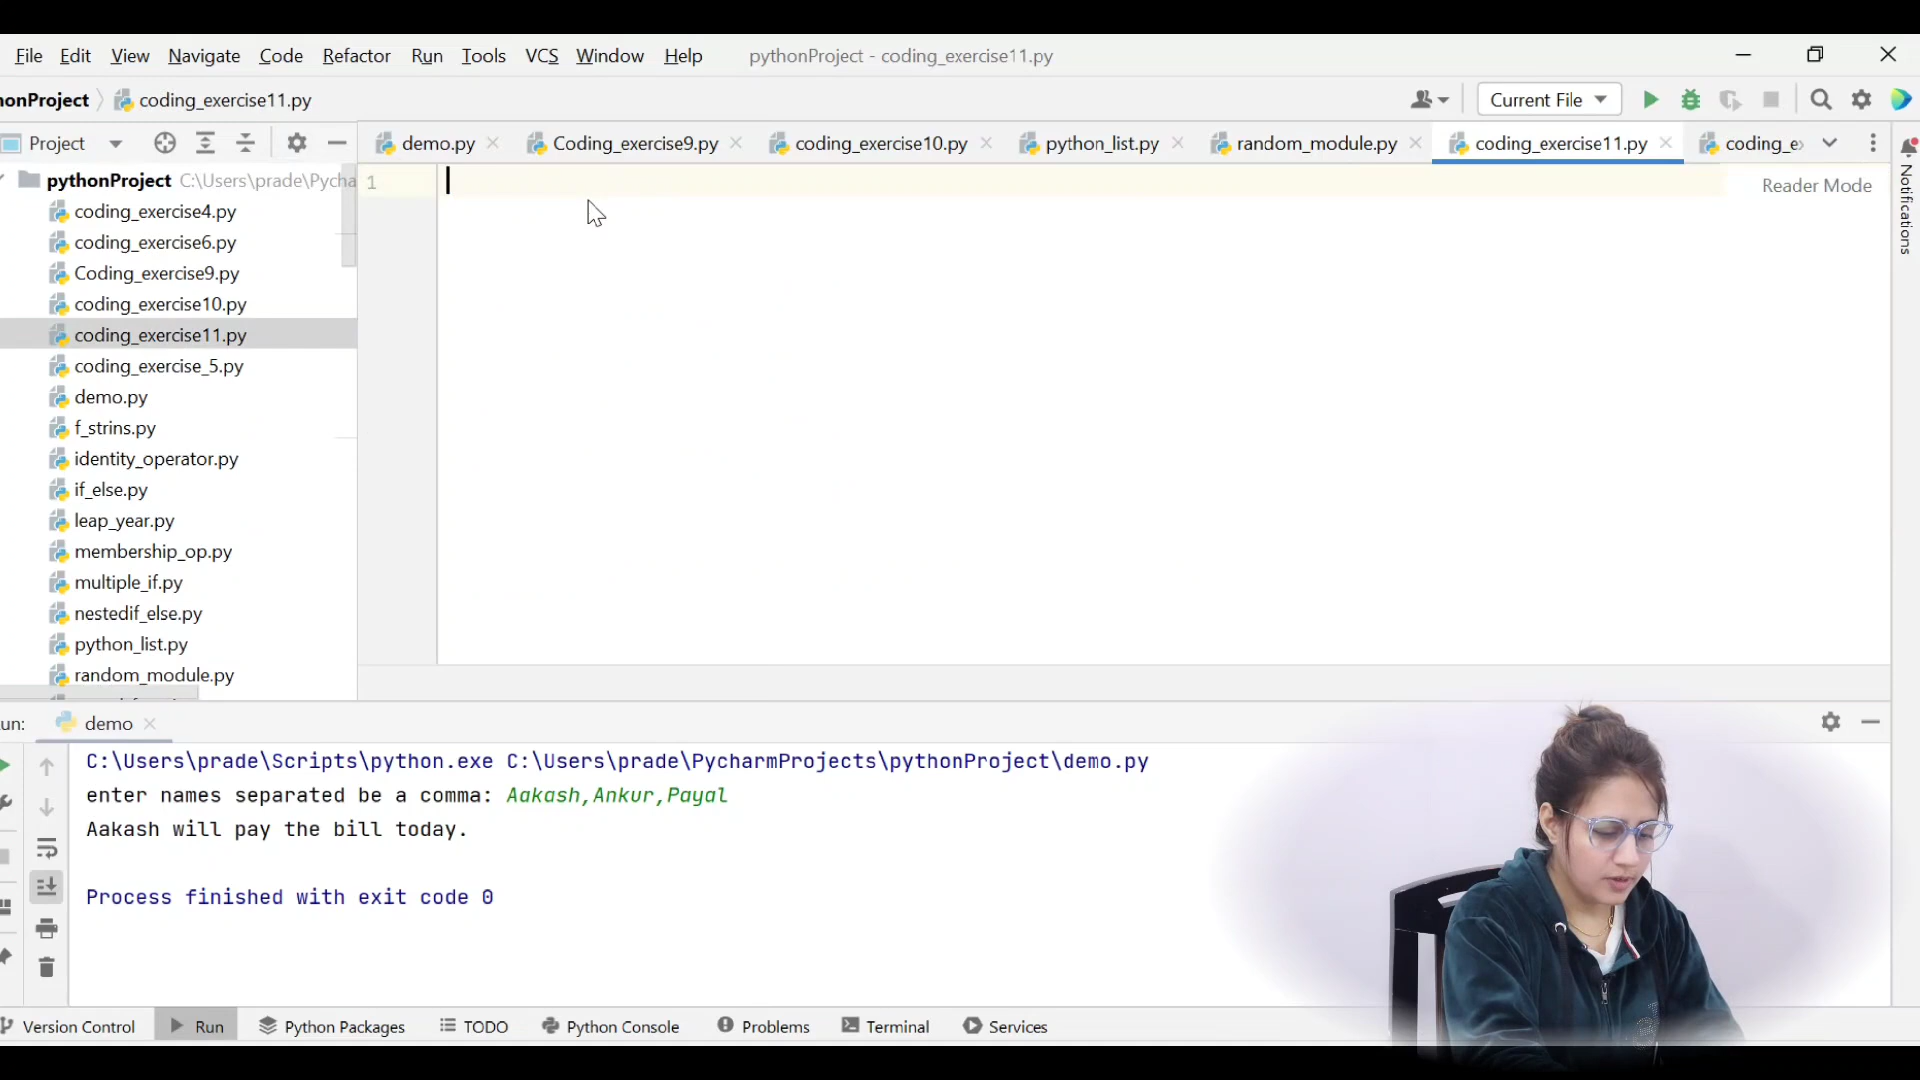 File Edit View Navigate Code Refactor Run Tools VCS Window Help pythonProject - coding_exercise11.py
honProject coding_exercise11.py Current File
Project demo.py Coding_exercise9.py coding_exercise10.py python_list.py random_module.py coding_exercise11.py coding_e
pythonProject C:\Users\prade\Pycha 1 Reader Mode
Notifications
coding_exercise4.py
coding_exercise6.py
Coding_exercise9.py
coding_exercise10.py
coding_exercise11.py
coding_exercise_5.py
demo.py
f_strins.py
identity_operator.py
if_else.py
leap_year.py
membership_op.py
multiple_if.py
nestedif_else.py
python_list.py
random_module.py
un: demo
C:\Users\prade\Scripts\python.exe C:\Users\prade\PycharmProjects\pythonProject\demo.py
enter names separated be a comma: Aakash,Ankur,Payal
Aakash will pay the bill today.
Process finished with exit code 0
Version Control Run Python Packages TODO Python Console Problems Terminal Services